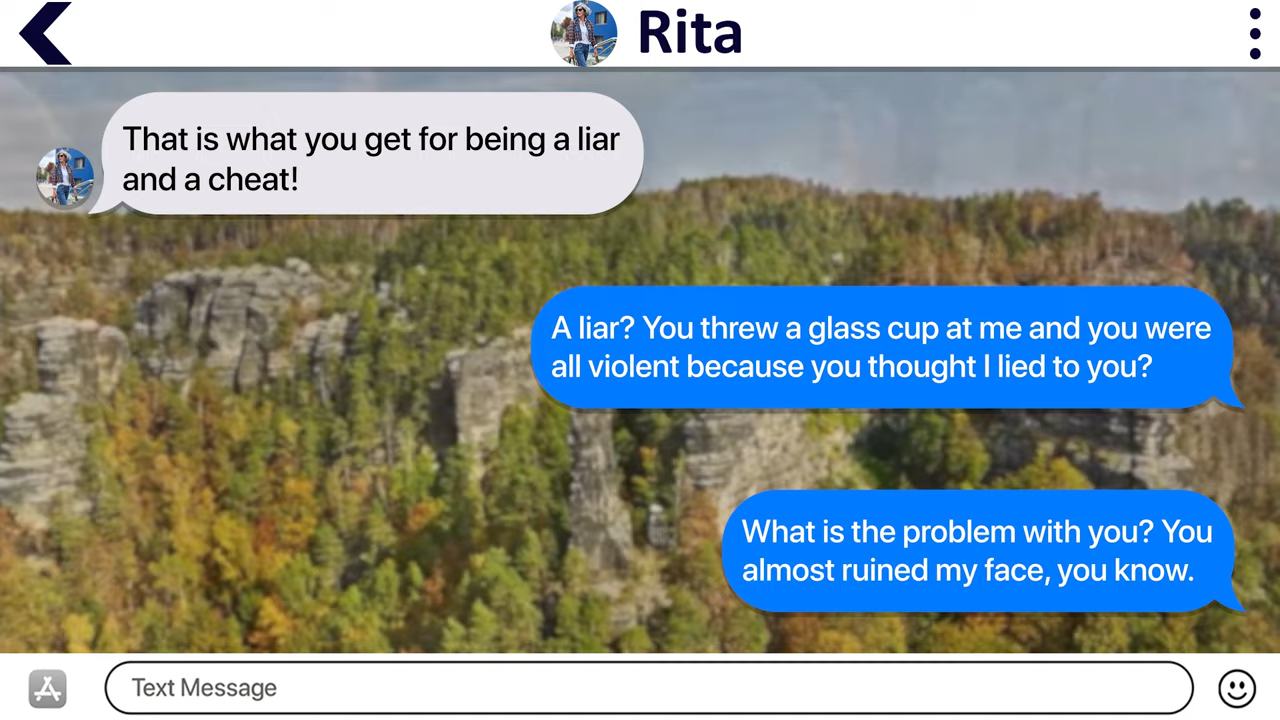 Rita
That is what you get for being a liar
and a cheat!
A liar? You threw a glass cup at me and you were
all violent because you thought I lied to you?
What is the problem with you? You
almost ruined my face, you know.
Text Message